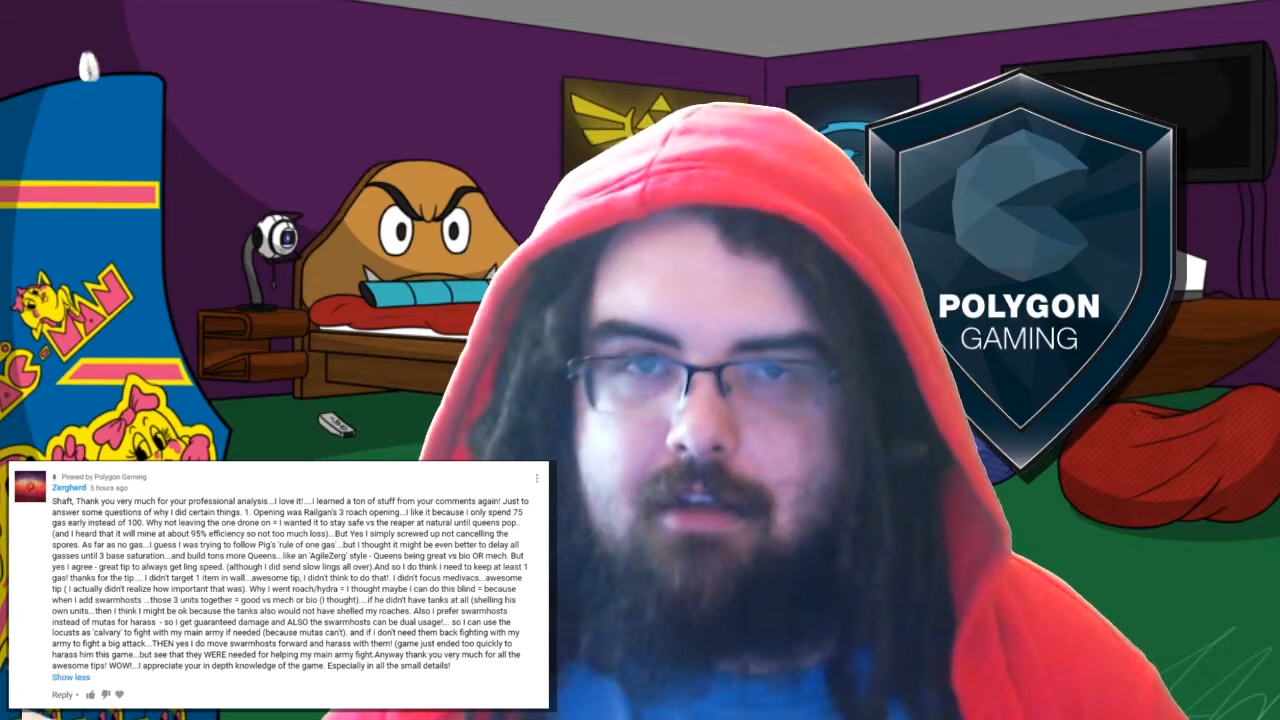 MAN
POLYGON
GAMING
Pinned by Polygon Gaming
Zergherd 5 hours ago
Shaft, Thank you very much for your professional analysis...I love it!....I learned a ton of stuff from your comments again! Just to
answer some questions of why I did certain things. 1. Opening was Railgan's 3 roach opening...I like it because I only spend 75
gas early instead of 100. Why not leaving the one drone on = I wanted it to stay safe vs the reaper at natural until queens pop..
(and I heard that it will mine at about 95% efficiency so not too much loss)...But Yes I simply screwed up not cancelling the
spores. As far as no gas...I guess I was trying to follow Pig's 'rule of one gas'...but i thought it might be even better to delay all
gasses until 3 base saturation...and build tons more Queens...like an 'AgileZerg' style - Queens being great vs bio OR mech. But
yes I agree - great tip to always get ling speed. (although I did send slow lings all over).And so I do think I need to keep at least 1
gas! thanks for the tip.... I didn't target 1 item in wall...awesome tip, I didn't think to do that!. I didn't focus medivacs...awesome
tip ( I actually didn't realize how important that was). Why I went roach/hydra = I thought maybe I can do this blind = because
when I add swarmhosts ...those 3 units together = good vs mech or bio (I thought)....if he didn't have tanks at all (shelling his
own units...then I think I might be ok because the tanks also would not have shelled my roaches. Also I prefer swarmhosts
instead of mutas for harass - so I get guaranteed damage and ALSO the swarmhosts can be dual usage!... so I can use the
locusts as 'calvary' to fight with my main army if needed (because mutas can't). and if I don't need them back fighting with my
army to fight a big attack...THEN yes I do move swarmhosts forward and harass with them! (game just ended too quickly to
harass him this game...but see that they WERE needed for helping my main army fight.Anyway thank you very much for all the
awesome tips! WOW!...I appreciate your in depth knowledge of the game. Especially in all the small details!
Show less
Reply •